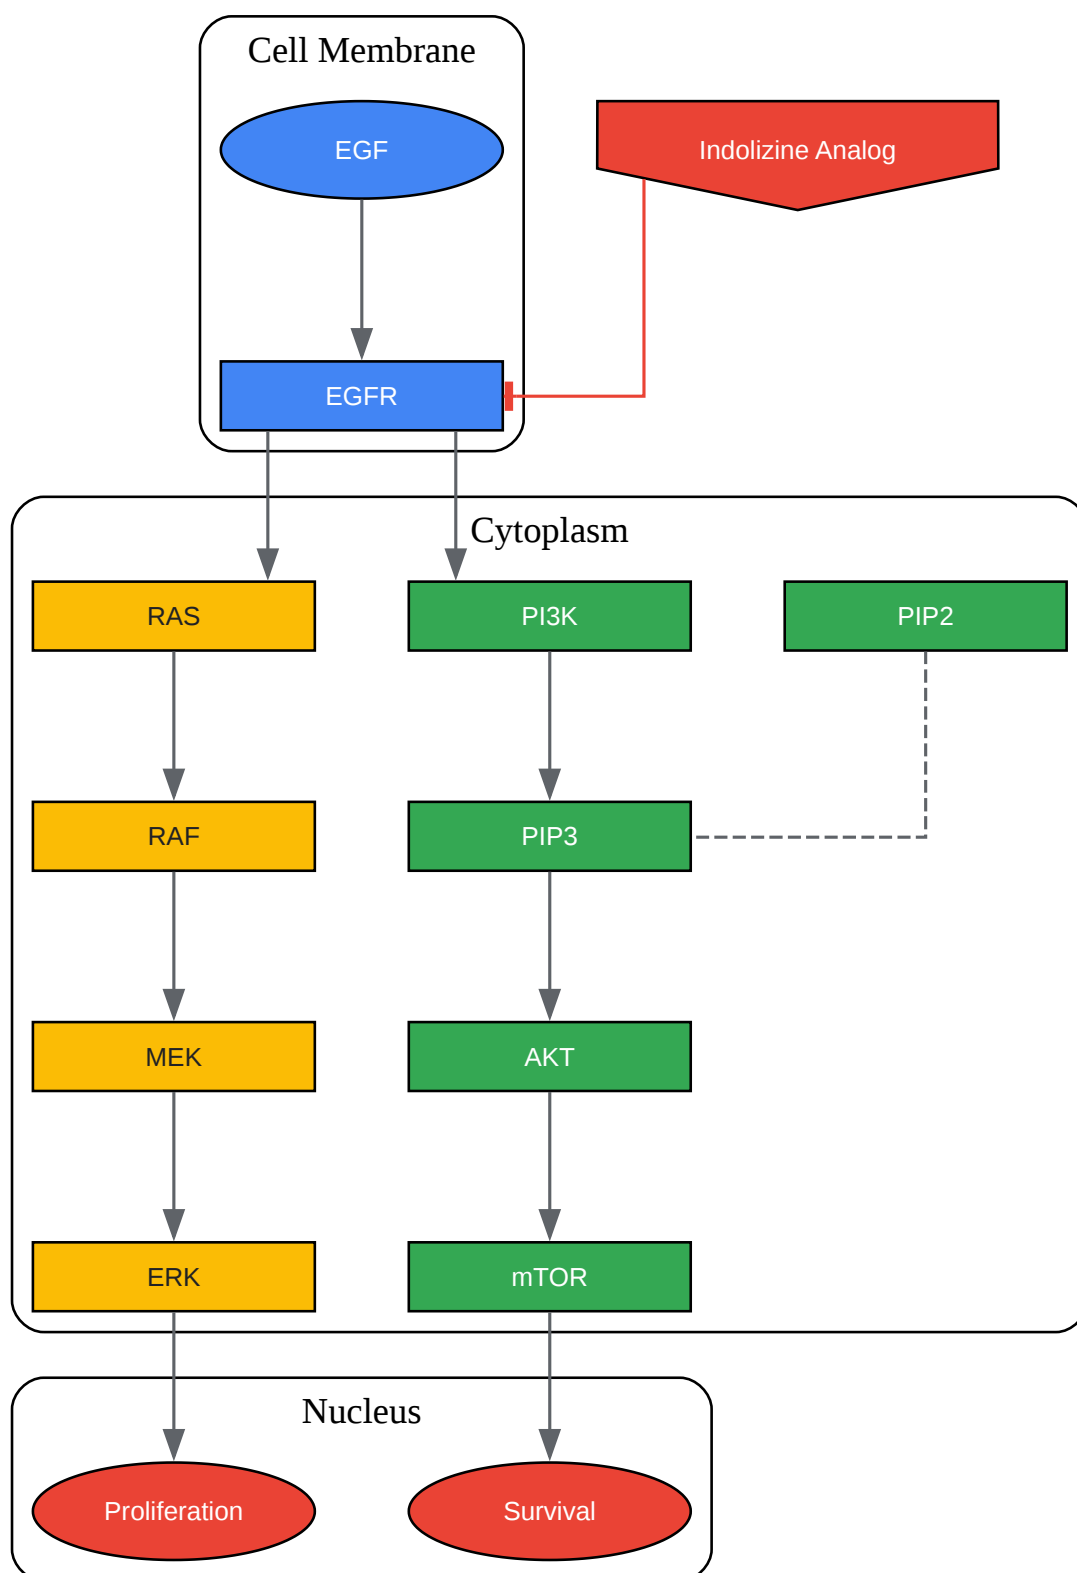 Cell Membrane
EGF
Indolizine Analog
EGFR
Cytoplasm
RAS
PI3K
PIP2
RAF
PIP3
MEK
AKT
ERK
mTOR
Nucleus
Proliferation
Survival